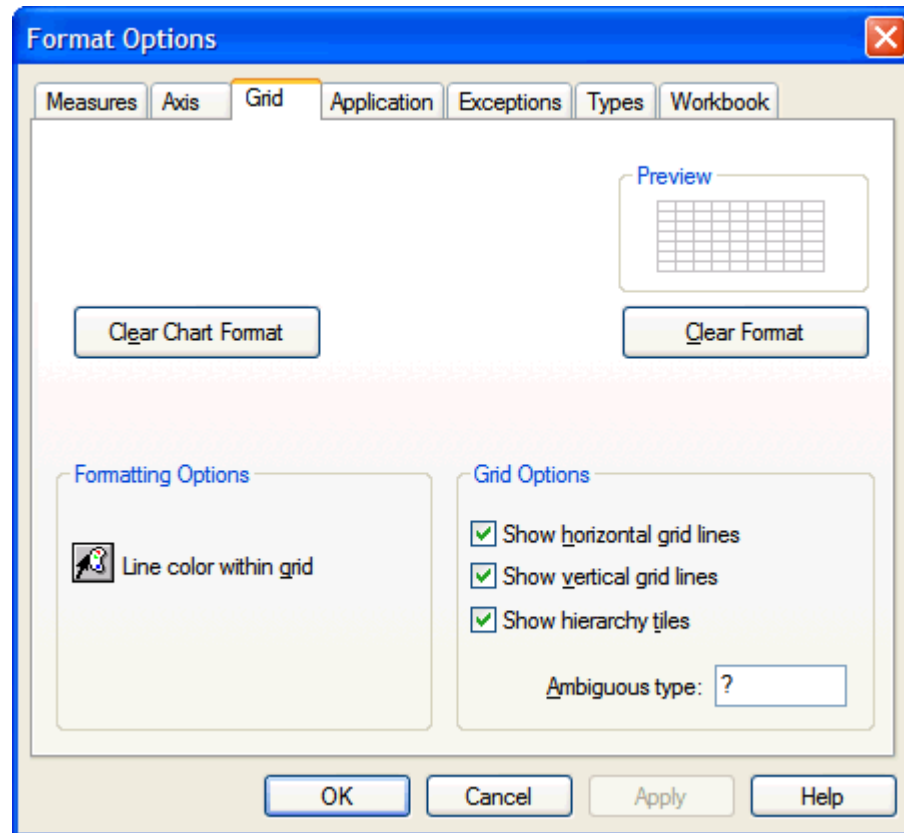 Format Options
Measures Axis Grid Application Exceptions Types Workbook
Preview
Clear Chart Format
Clear Format
Formatting Options
Line color within grid
Grid Options
Show horizontal grid lines
Show vertical grid lines
Show hierarchy tiles
Ambiguous type: ?
OK Cancel Apply Help